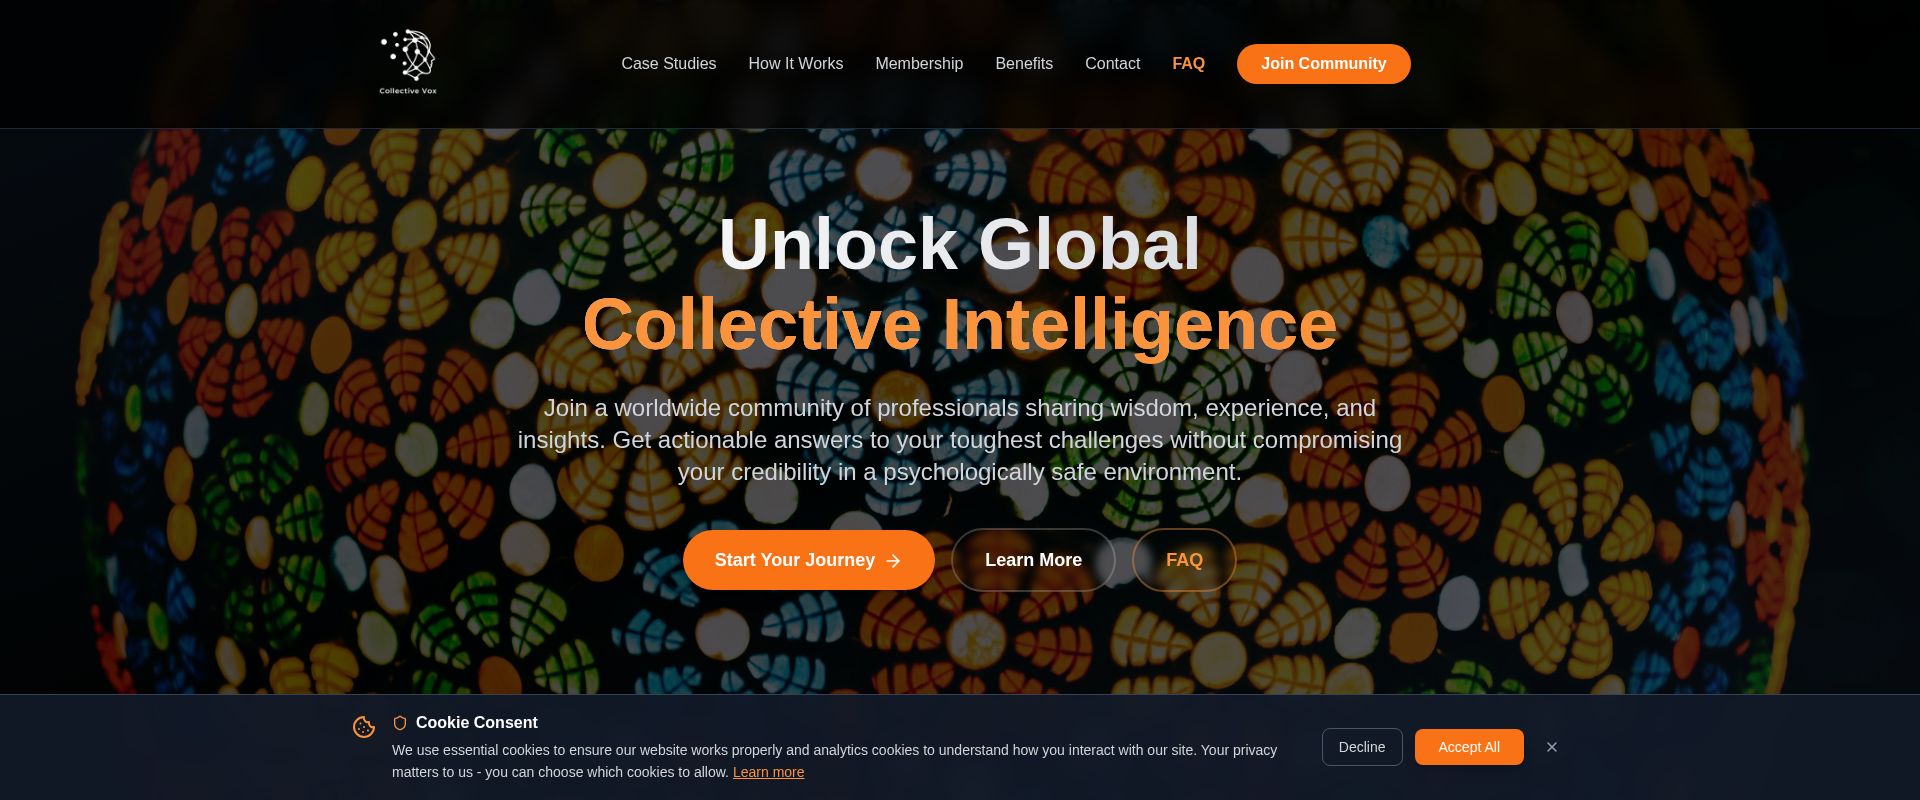 Collective Vox
Case Studies
How It Works
Membership
Benefits
Contact
FAQ
Join Community
Unlock Global
Collective Intelligence
Join a worldwide community of professionals sharing wisdom, experience, and
insights. Get actionable answers to your toughest challenges without compromising
your credibility in a psychologically safe environment.
Start Your Journey →
Learn More
FAQ
Cookie Consent
We use essential cookies to ensure our website works properly and analytics cookies to understand how you interact with our site. Your privacy
matters to us - you can choose which cookies to allow. Learn more
Decline
Accept All